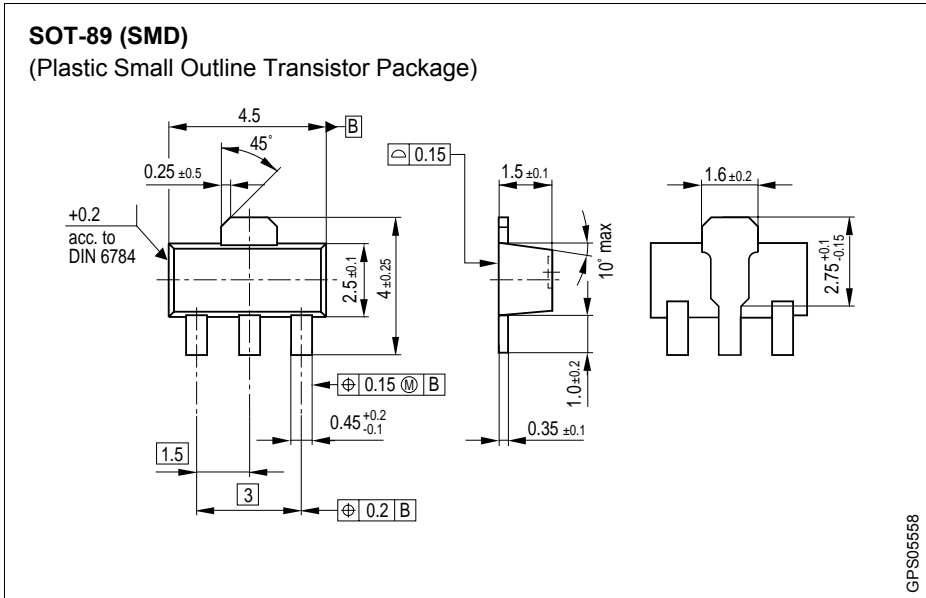 SOT-89 (SMD)
(Plastic Small Outline Transistor Package)
4.5
B
45°
0.25 ±0.5
+0.2
acc. to
DIN 6784
2.5 ±0.1
4 ±0.25
⌖ 0.15 Ⓜ B
0.45 +0.2 -0.1
1.5
3
⌖ 0.2 B
⌓ 0.15
1.5 ±0.1
10° max
1.0 ±0.2
0.35 ±0.1
1.6 ±0.2
2.75 +0.1 -0.15
GPS05558